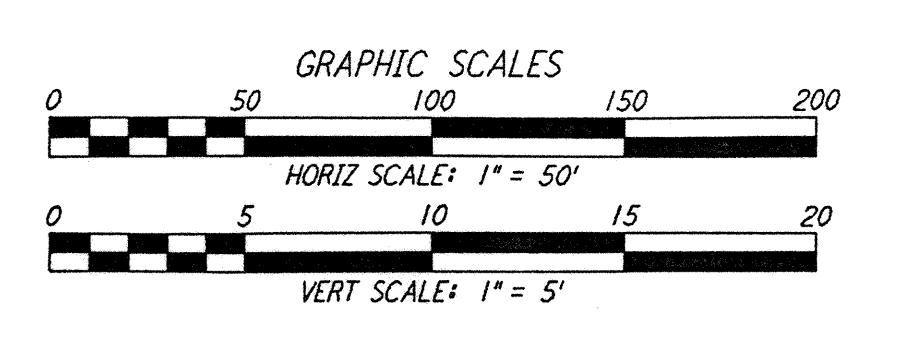 GRAPHIC SCALES
0 50 100 150 200
HORIZ SCALE: 1" = 50'
0 5 10 15 20
VERT SCALE: 1" = 5'